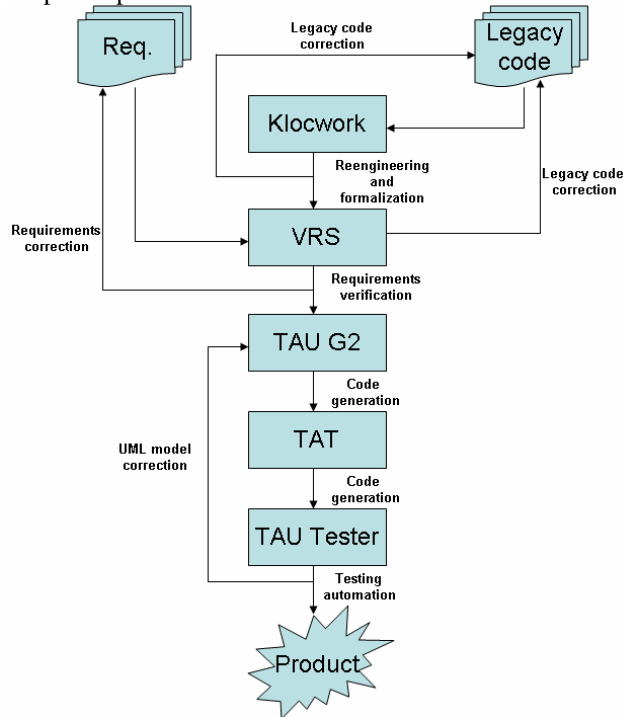 Req.
Legacy code
correction
Legacy
code
Klocwork
Reengineering
and
formalization
Legacy code
correction
Requirements
correction
VRS
Requirements
verification
TAU G2
Code
generation
UML model
correction
TAT
Code
generation
TAU Tester
Testing
automation
Product